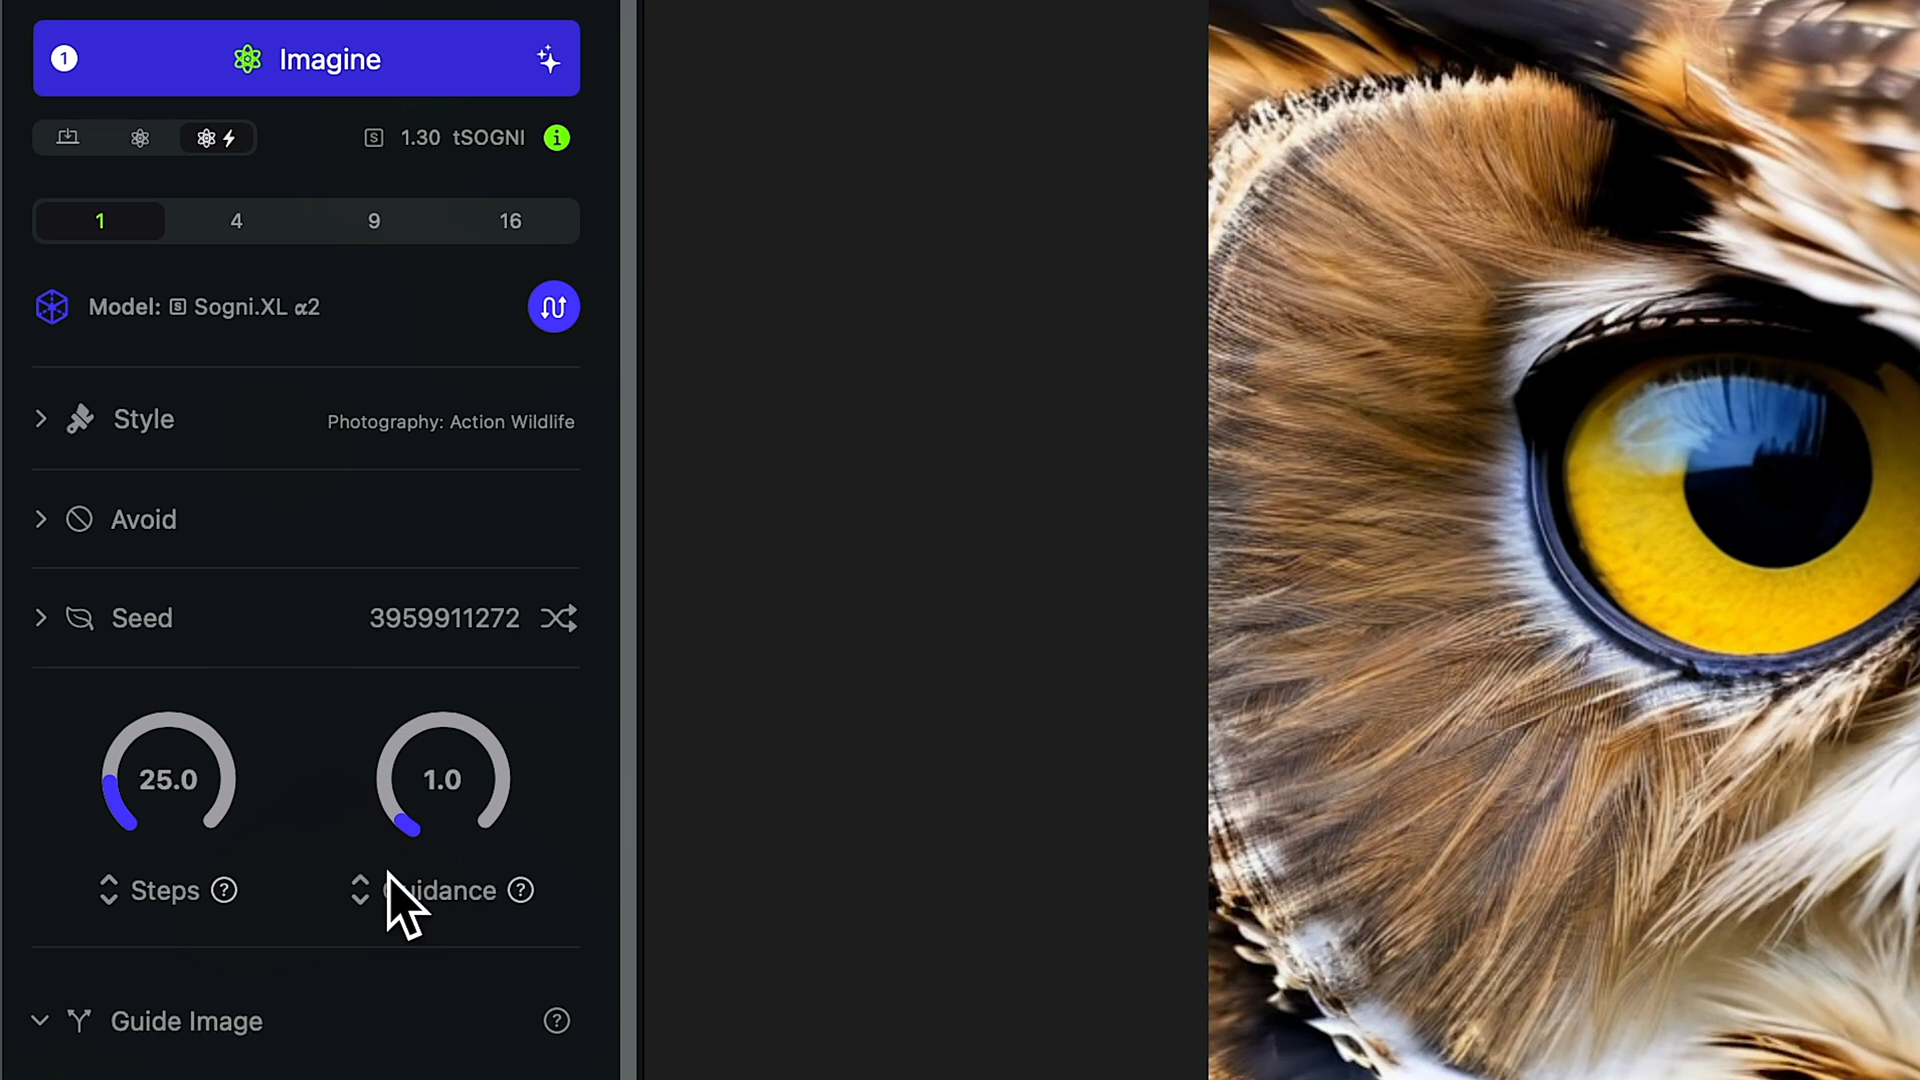 1 Imagine
S 1.30 tSOGNI i
1 4 9 16
Model: S Sogni.XL α2
Style Photography: Action Wildlife
Avoid
Seed 3959911272
25.0 1.0
Steps ? uidance ?
Guide Image ?